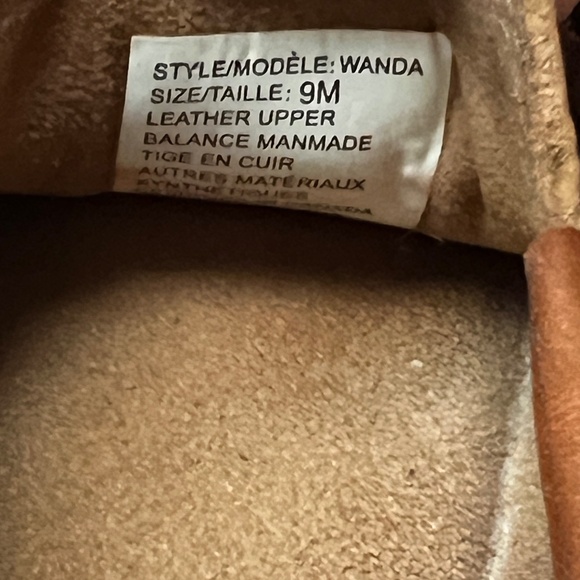 STYLE/MODÈLE: WANDA
SIZE/TAILLE: 9M
LEATHER UPPER
BALANCE MANMADE
TIGE EN CUIR
AUTRES MATÉRIAUX